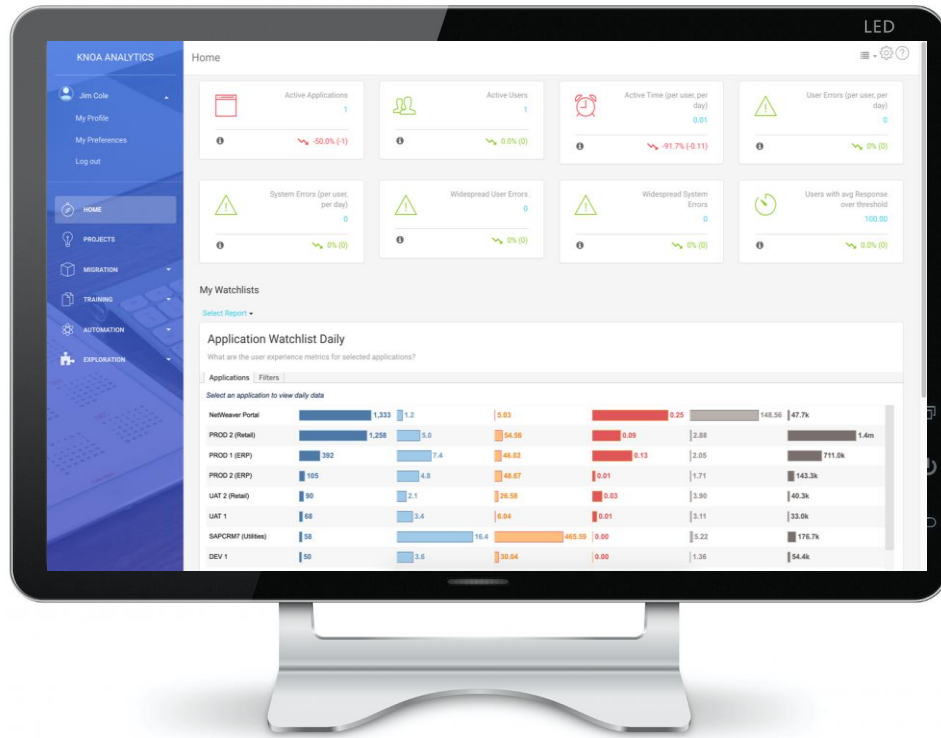 LED
KNOA ANALYTICS
Jim Cole
My Profile
My Preferences
Log out
HOME
PROJECTS
MIGRATION
TRAINING
AUTOMATION
EXPLORATION
Home
Active Applications
1
-50.0% (-1)
Active Users
1
0.0% (0)
Active Time (per user, per
day)
0.01
-91.7% (-0.11)
User Errors (per user, per
day)
0
0% (0)
System Errors (per user,
per day)
0
0% (0)
Widespread User Errors
0
0% (0)
Widespread System
Errors
0
0% (0)
Users with avg Response
over threshold
100.00
0.0% (0)
My Watchlists
Select Report
Application Watchlist Daily
What are the user experience metrics for selected applications?
Applications Filters
Select an application to view daily data
NetWeaver Portal 1,333 1.2 5.03 0.25 148.56 47.7k
PROD 2 (Retail) 1,258 5.0 54.56 0.09 2.88 1.4m
PROD 1 (ERP) 392 7.4 46.02 0.13 2.05 711.0k
PROD 2 (ERP) 105 4.8 48.67 0.01 1.71 143.3k
UAT 2 (Retail) 90 2.1 26.58 0.03 3.90 40.3k
UAT 1 68 3.4 6.04 0.01 3.11 33.0k
SAPCRM7 (Utilities) 58 16.4 465.59 0.00 5.22 176.7k
DEV 1 50 3.6 30.04 0.00 1.36 54.4k